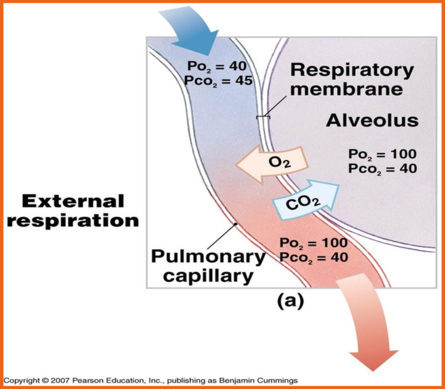 Po₂ = 40
Pco₂ = 45
Respiratory
membrane
Alveolus
Po₂ = 100
Pco₂ = 40
O₂
CO₂
External
respiration
Pulmonary
capillary
Po₂ = 100
Pco₂ = 40
(a)
Copyright © 2007 Pearson Education, Inc., publishing as Benjamin Cummings